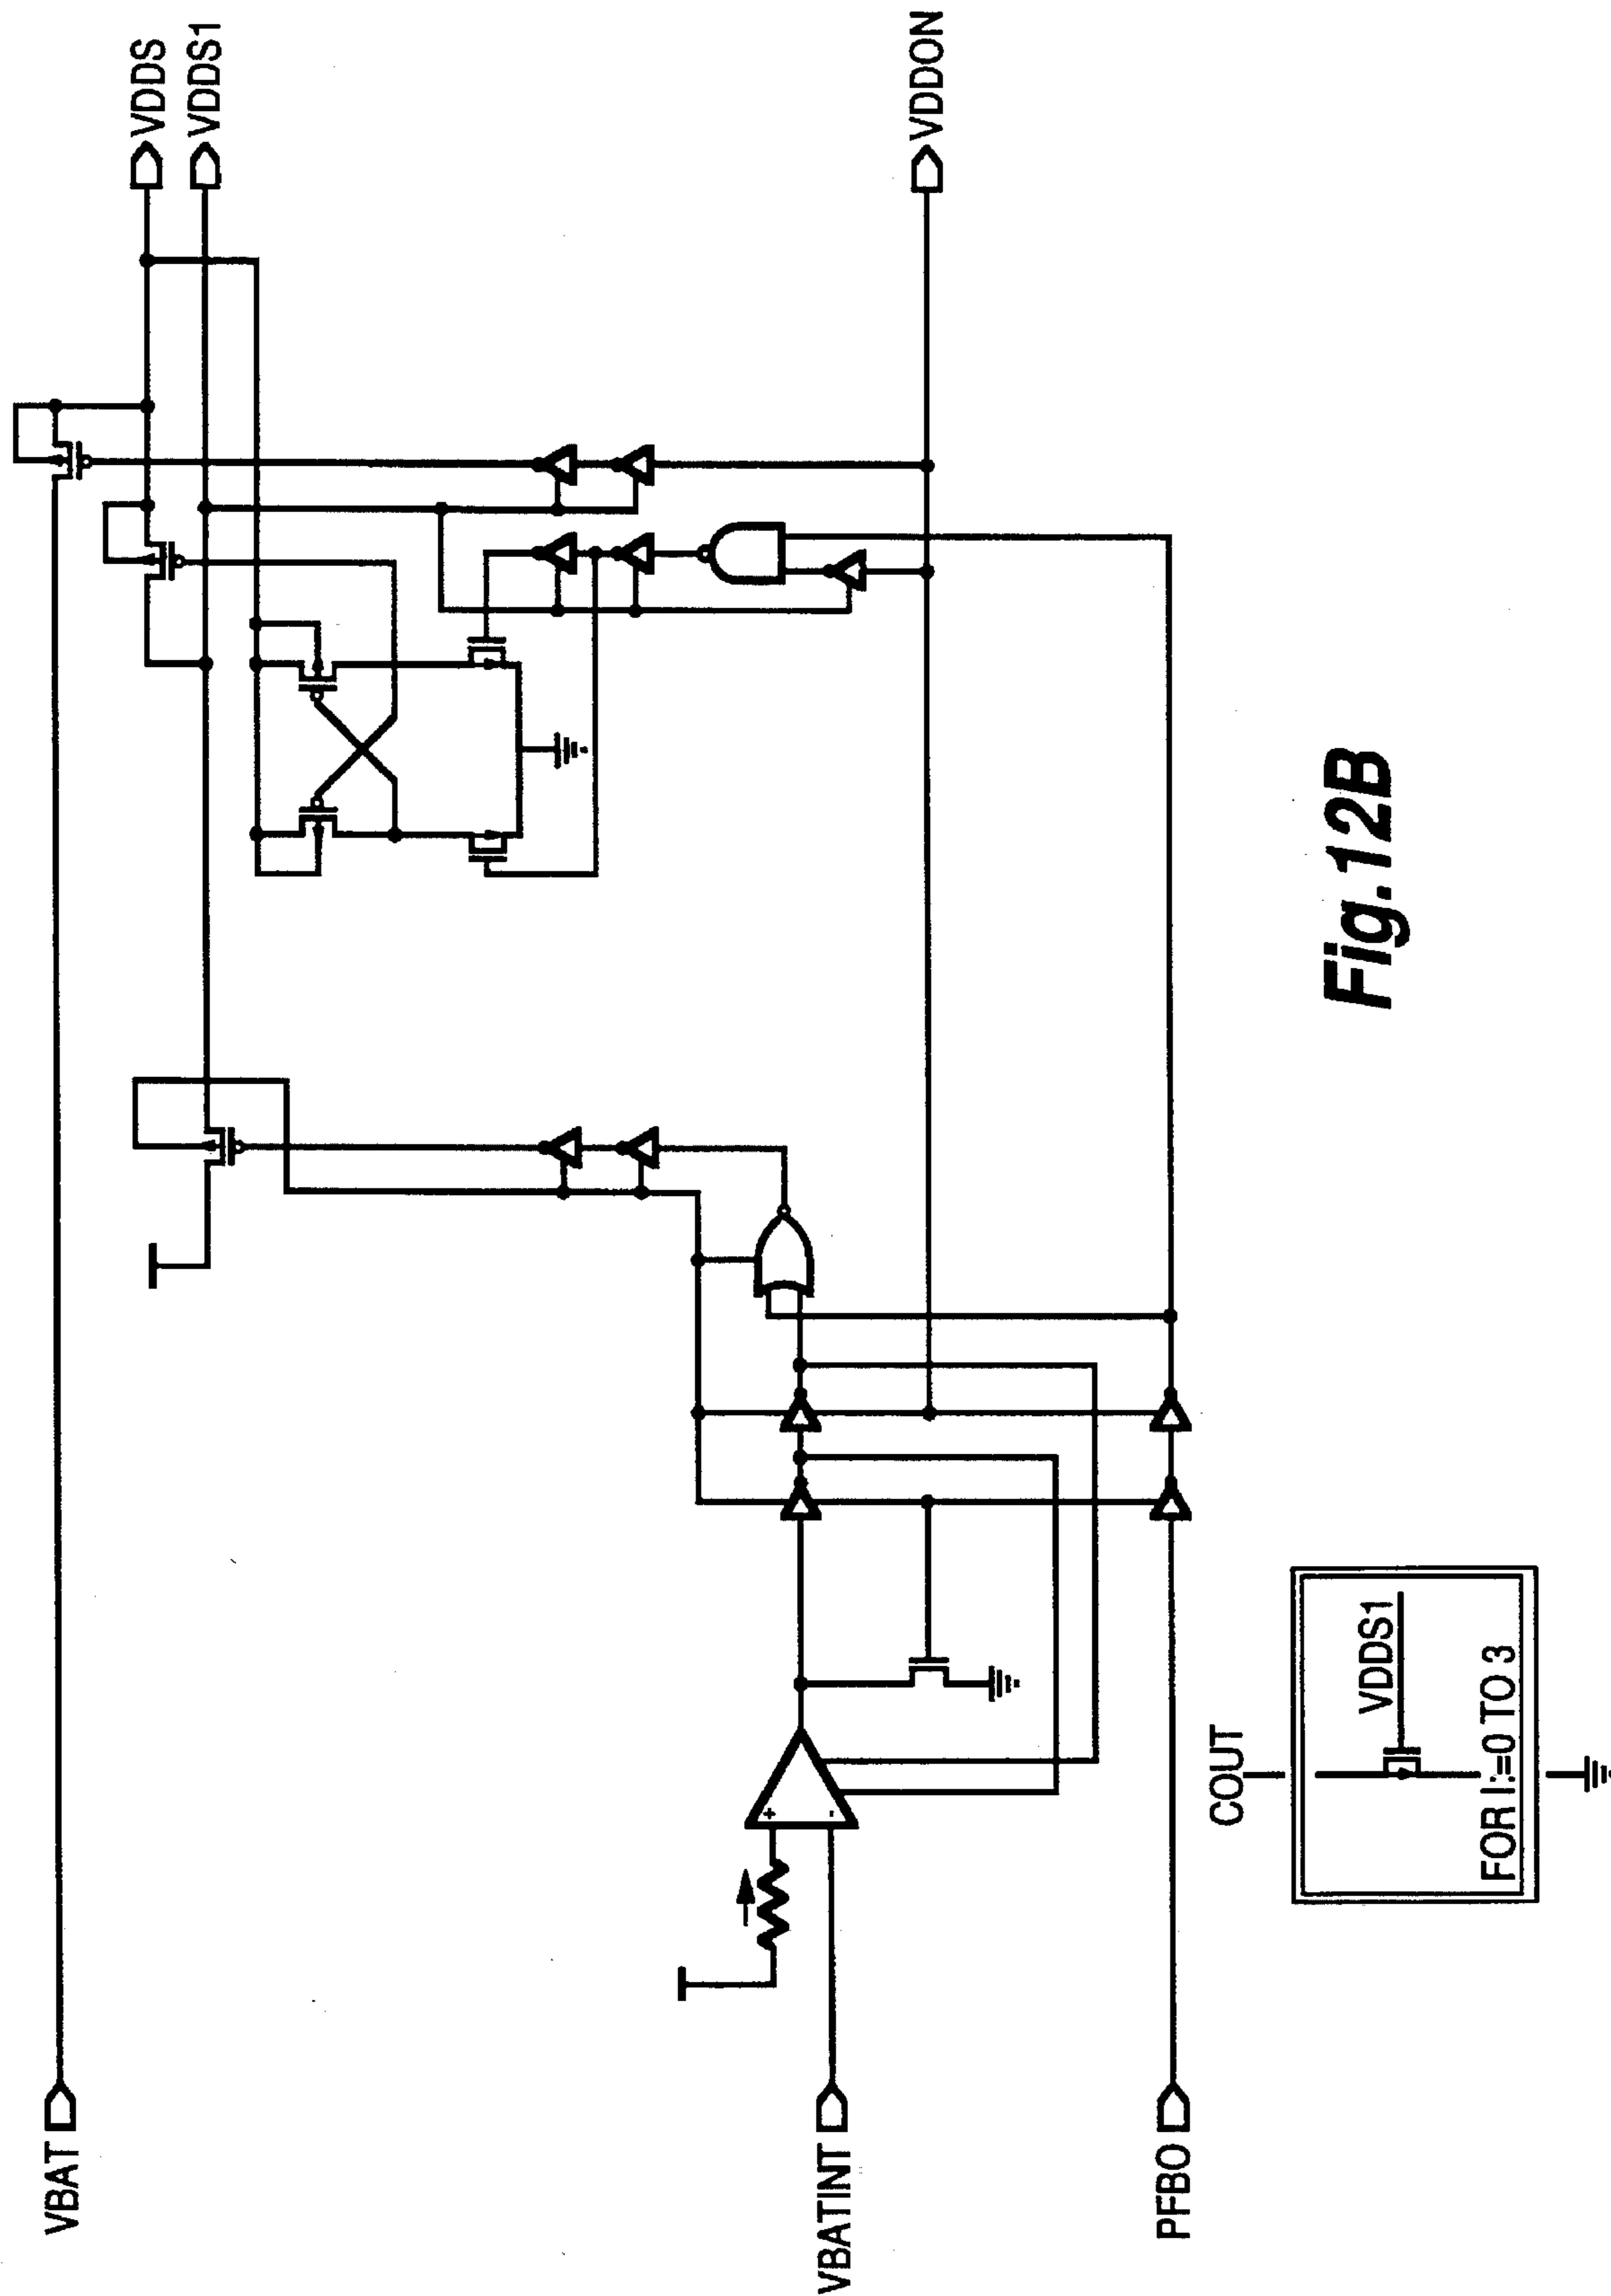 VBAT
VDDS
VDDS1
VBATINT
+
-
VDDON
PFBO
COUT
VDDS1
FOR I:=0 TO 3
Fig.12B